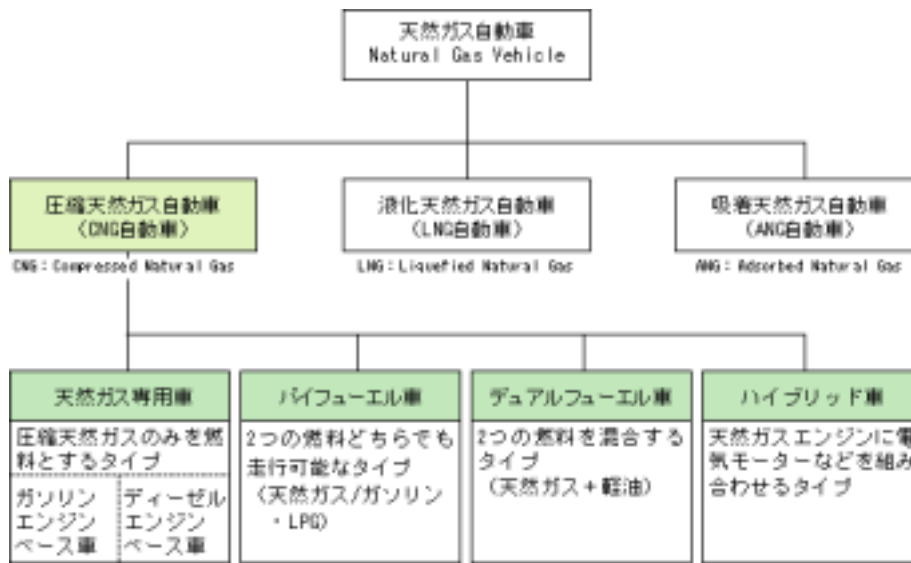 天然ガス自動車
Natural Gas Vehicle
圧縮天然ガス自動車
(CNG自動車)
液化天然ガス自動車
(LNG自動車)
吸着天然ガス自動車
(ANG自動車)
CNG：Compressed Natural Gas
LNG：Liquefied Natural Gas
ANG：Adsorbed Natural Gas
天然ガス専用車
圧縮天然ガスのみを燃
料とするタイプ
ガソリン
エンジン
ベース車
ディーゼル
エンジン
ベース車
バイフューエル車
2つの燃料どちらでも
走行可能なタイプ
(天然ガス/ガソリン
・LPG)
デュアルフューエル車
2つの燃料を混合する
タイプ
(天然ガス＋軽油)
ハイブリッド車
天然ガスエンジンに電
気モーターなどを組み
合わせるタイプ